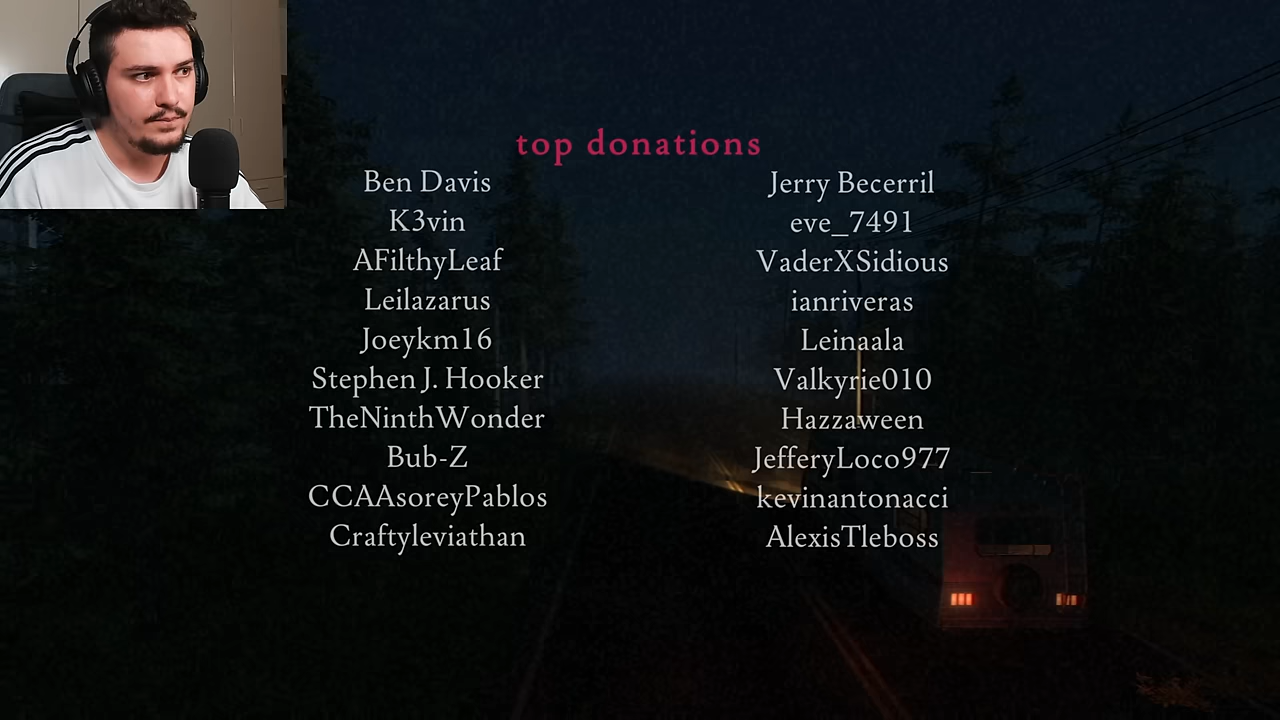 top donations
Ben Davis
K3vin
AFilthyLeaf
Leilazarus
Joeykm16
Stephen J. Hooker
TheNinthWonder
Bub-Z
CCAAsoreyPablos
Craftyleviathan
Jerry Becerril
eve_7491
VaderXSidious
ianriveras
Leinaala
Valkyrie010
Hazzaween
JefferyLoco977
kevinantonacci
AlexisTleboss